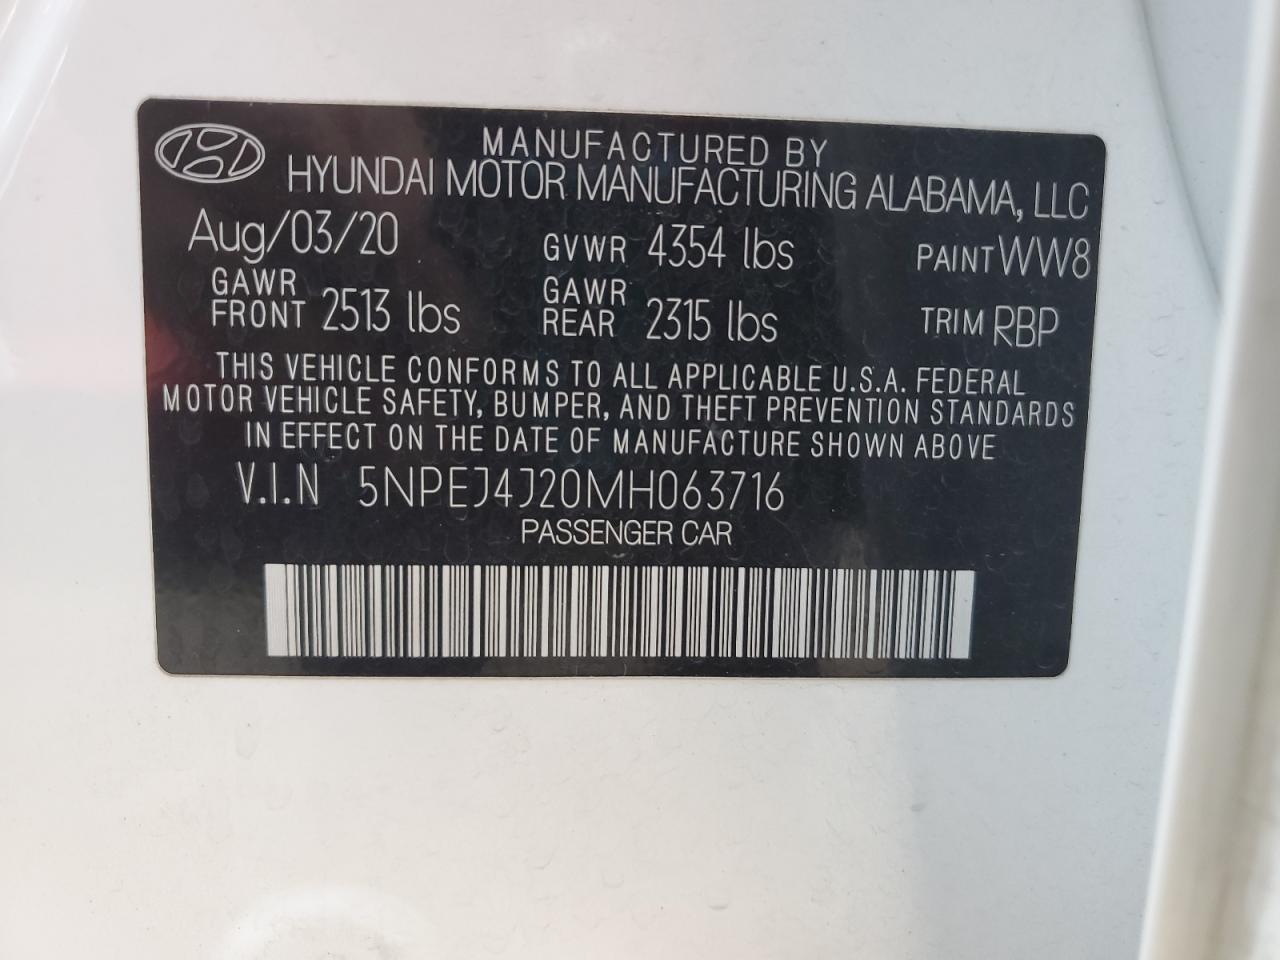 MANUFACTURED BY
HYUNDAI MOTOR MANUFACTURING ALABAMA, LLC
Aug/03/20 GVWR 4354 lbs PAINT WW8
GAWR FRONT 2513 lbs GAWR REAR 2315 lbs TRIM RBP
THIS VEHICLE CONFORMS TO ALL APPLICABLE U.S.A. FEDERAL
MOTOR VEHICLE SAFETY, BUMPER, AND THEFT PREVENTION STANDARDS
IN EFFECT ON THE DATE OF MANUFACTURE SHOWN ABOVE
V.I.N 5NPEJ4J20MH063716
PASSENGER CAR